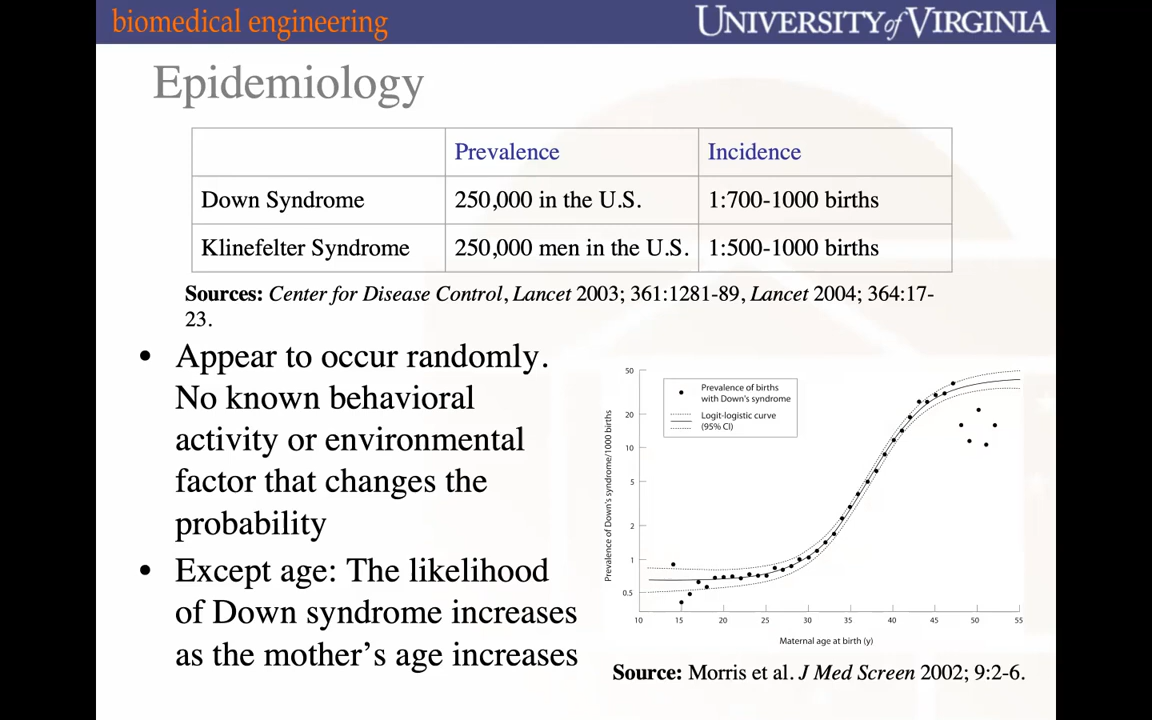 biomedical engineering
UNIVERSITY of VIRGINIA
Epidemiology
Prevalence Incidence
Down Syndrome 250,000 in the U.S. 1:700-1000 births
Klinefelter Syndrome 250,000 men in the U.S. 1:500-1000 births
Sources: Center for Disease Control, Lancet 2003; 361:1281-89, Lancet 2004; 364:17-
23.
• Appear to occur randomly.
No known behavioral
activity or environmental
factor that changes the
probability
• Except age: The likelihood
of Down syndrome increases
as the mother's age increases
Prevalence of Down's syndrome/1000 births
50
20
10
5
2
1
0.5
Prevalence of births
with Down's syndrome
Logit-logistic curve
(95% CI)
10 15 20 25 30 35 40 45 50 55
Maternal age at birth (y)
Source: Morris et al. J Med Screen 2002; 9:2-6.